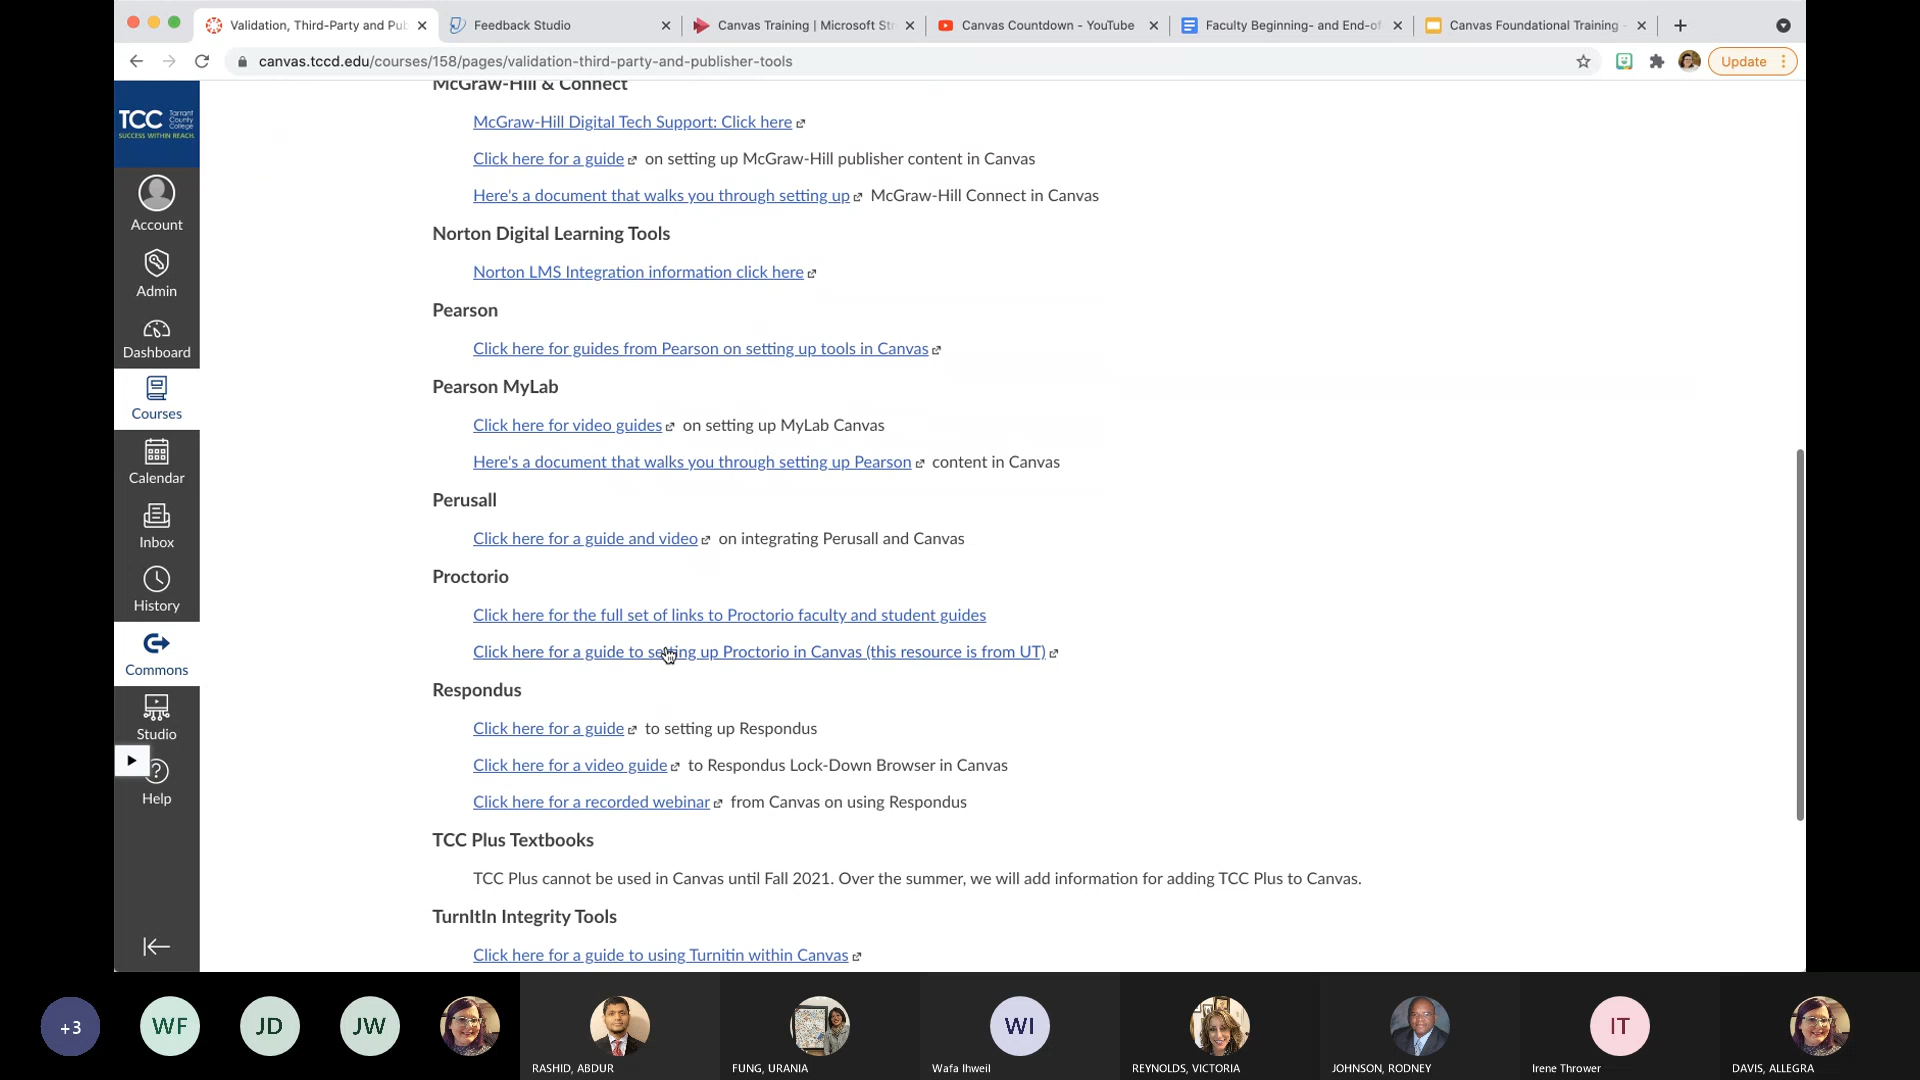 Validation, Third-Party and Pub
Feedback Studio
Canvas Training | Microsoft Str
Canvas Countdown - YouTube
Faculty Beginning- and End-of
Canvas Foundational Training -
canvas.tccd.edu/courses/158/pages/validation-third-party-and-publisher-tools
Update
TCC Tarrant County College
SUCCESS WITHIN REACH.
Account
Admin
Dashboard
Courses
Calendar
Inbox
History
Commons
Studio
Help
McGraw-Hill & Connect
McGraw-Hill Digital Tech Support: Click here
Click here for a guide on setting up McGraw-Hill publisher content in Canvas
Here's a document that walks you through setting up McGraw-Hill Connect in Canvas
Norton Digital Learning Tools
Norton LMS Integration information click here
Pearson
Click here for guides from Pearson on setting up tools in Canvas
Pearson MyLab
Click here for video guides on setting up MyLab Canvas
Here's a document that walks you through setting up Pearson content in Canvas
Perusall
Click here for a guide and video on integrating Perusall and Canvas
Proctorio
Click here for the full set of links to Proctorio faculty and student guides
Click here for a guide to setting up Proctorio in Canvas (this resource is from UT)
Respondus
Click here for a guide to setting up Respondus
Click here for a video guide to Respondus Lock-Down Browser in Canvas
Click here for a recorded webinar from Canvas on using Respondus
TCC Plus Textbooks
TCC Plus cannot be used in Canvas until Fall 2021. Over the summer, we will add information for adding TCC Plus to Canvas.
TurnItIn Integrity Tools
Click here for a guide to using Turnitin within Canvas
+3
WF
JD
JW
WI
IT
RASHID, ABDUR
FUNG, URANIA
Wafa Ihweil
REYNOLDS, VICTORIA
JOHNSON, RODNEY
Irene Thrower
DAVIS, ALLEGRA